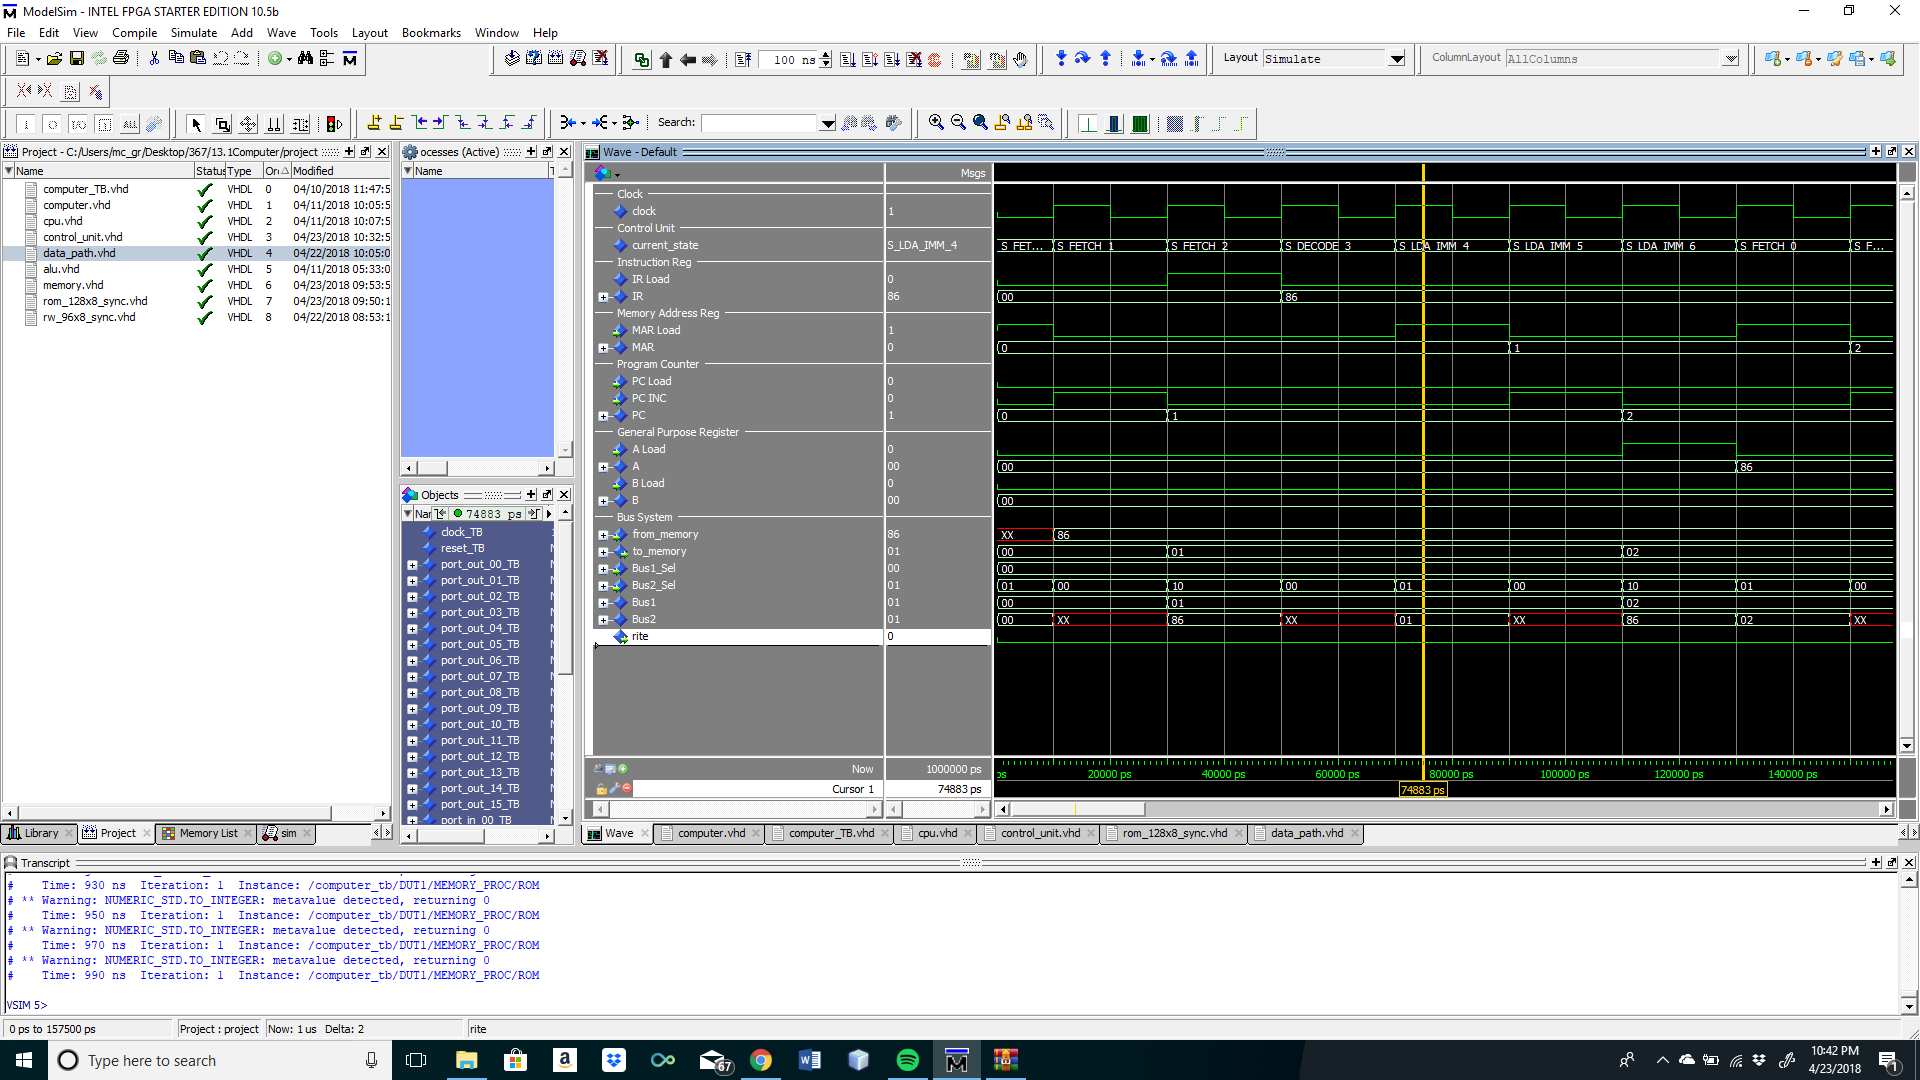 ModelSim - INTEL FPGA STARTER EDITION 10.5b
File Edit View Compile Simulate Add Wave Tools Layout Bookmarks Window Help
100 ns
Layout Simulate
ColumnLayout AllColumns
Search:
Project - C:/Users/mc_gr/Desktop/367/13.1Computer/project
Name Status Type Ord Modified
computer_TB.vhd VHDL 0 04/10/2018 11:47:5
computer.vhd VHDL 1 04/11/2018 10:05:5
cpu.vhd VHDL 2 04/11/2018 10:07:5
control_unit.vhd VHDL 3 04/23/2018 10:32:5
data_path.vhd VHDL 4 04/22/2018 10:05:0
alu.vhd VHDL 5 04/11/2018 05:33:0
memory.vhd VHDL 6 04/23/2018 09:53:5
rom_128x8_sync.vhd VHDL 7 04/23/2018 09:50:1
rw_96x8_sync.vhd VHDL 8 04/22/2018 08:53:1
Library Project Memory List sim
ocesses (Active)
Name
Objects
Nar 74883 ps
clock_TB
reset_TB
port_out_00_TB
port_out_01_TB
port_out_02_TB
port_out_03_TB
port_out_04_TB
port_out_05_TB
port_out_06_TB
port_out_07_TB
port_out_08_TB
port_out_09_TB
port_out_10_TB
port_out_11_TB
port_out_12_TB
port_out_13_TB
port_out_14_TB
port_out_15_TB
port_in_00_TB
Wave - Default
Msgs
Clock
clock 1
Control Unit
current_state S_LDA_IMM_4 S_FET... S_FETCH_1 S_FETCH_2 S_DECODE_3 S_LDA_IMM_4 S_LDA_IMM_5 S_LDA_IMM_6 S_FETCH_0 S_F...
Instruction Reg
IR Load 0
IR 86 00 86
Memory Address Reg
MAR Load 1
MAR 0 0 1 2
Program Counter
PC Load 0
PC INC 0
PC 1 0 1 2
General Purpose Register
A Load 0
A 00 00 86
B Load 0
B 00 00
Bus System
from_memory 86 XX 86
to_memory 01 00 01 02
Bus1_Sel 00 00
Bus2_Sel 01 01 00 10 00 01 00 10 01 00
Bus1 01 00 01 02
Bus2 01 00 XX 86 XX 01 XX 86 02 XX
rite 0
Now 1000000 ps ps 20000 ps 40000 ps 60000 ps 80000 ps 100000 ps 120000 ps 140000 ps
Cursor 1 74883 ps 74883 ps
Wave computer.vhd computer_TB.vhd cpu.vhd control_unit.vhd rom_128x8_sync.vhd data_path.vhd
Transcript
# Time: 930 ns Iteration: 1 Instance: /computer_tb/DUT1/MEMORY_PROC/ROM
# ** Warning: NUMERIC_STD.TO_INTEGER: metavalue detected, returning 0
# Time: 950 ns Iteration: 1 Instance: /computer_tb/DUT1/MEMORY_PROC/ROM
# ** Warning: NUMERIC_STD.TO_INTEGER: metavalue detected, returning 0
# Time: 970 ns Iteration: 1 Instance: /computer_tb/DUT1/MEMORY_PROC/ROM
# ** Warning: NUMERIC_STD.TO_INTEGER: metavalue detected, returning 0
# Time: 990 ns Iteration: 1 Instance: /computer_tb/DUT1/MEMORY_PROC/ROM
VSIM 5>
0 ps to 157500 ps Project : project Now: 1 us Delta: 2 rite
Type here to search
67
10:42 PM
4/23/2018
1